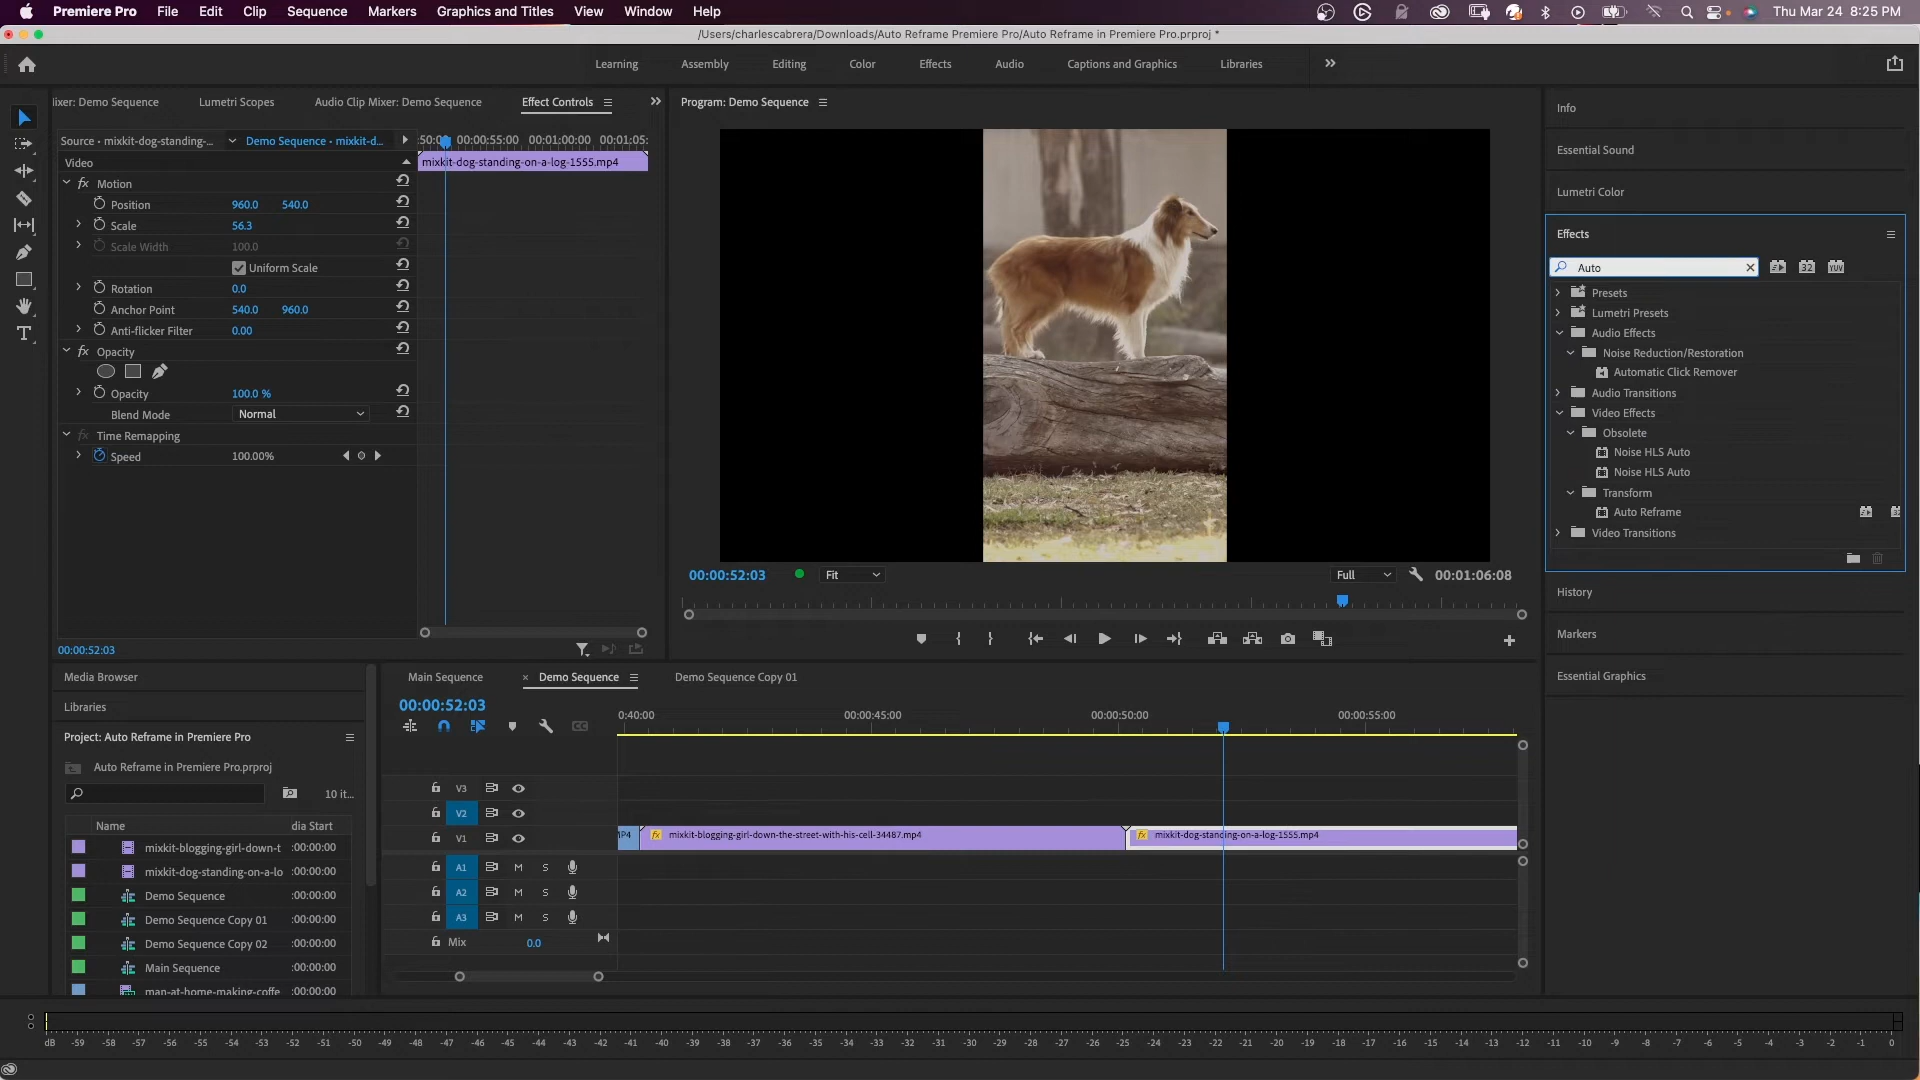 Premiere Pro File Edit Clip Sequence Markers Graphics and Titles View Window Help Thu Mar 24 8:25 PM
/Users/charlescabrera/Downloads/Auto Reframe Premiere Pro/Auto Reframe in Premiere Pro.prproj *
Learning Assembly Editing Color Effects Audio Captions and Graphics Libraries
ixer: Demo Sequence Lumetri Scopes Audio Clip Mixer: Demo Sequence Effect Controls
Source • mixkit-dog-standing-... Demo Sequence • mixkit-d...
:50:00 00:00:55:00 00:01:00:00 00:01:05:
Video
mixkit-dog-standing-on-a-log-1555.mp4
fx Motion
Position 960.0 540.0
Scale 56.3
Scale Width 100.0
Uniform Scale
Rotation 0.0
Anchor Point 540.0 960.0
Anti-flicker Filter 0.00
fx Opacity
Opacity 100.0 %
Blend Mode Normal
fx Time Remapping
Speed 100.00%
00:00:52:03
Program: Demo Sequence
00:00:52:03 Fit Full 00:01:06:08
Info
Essential Sound
Lumetri Color
Effects
Auto
32 YUV
Presets
Lumetri Presets
Audio Effects
Noise Reduction/Restoration
Automatic Click Remover
Audio Transitions
Video Effects
Obsolete
Noise HLS Auto
Noise HLS Auto
Transform
Auto Reframe
Video Transitions
History
Markers
Essential Graphics
Media Browser
Libraries
Project: Auto Reframe in Premiere Pro
Auto Reframe in Premiere Pro.prproj
10 it...
Name dia Start
mixkit-blogging-girl-down-t :00:00:00
mixkit-dog-standing-on-a-lo :00:00:00
Demo Sequence :00:00:00
Demo Sequence Copy 01 :00:00:00
Demo Sequence Copy 02 :00:00:00
Main Sequence :00:00:00
man-at-home-making-coffe :00:00:00
Main Sequence × Demo Sequence Demo Sequence Copy 01
00:00:52:03
CC
0:40:00 00:00:45:00 00:00:50:00 00:00:55:00
V3
V2
V1
MP4 fx mixkit-blogging-girl-down-the-street-with-his-cell-34487.mp4 fx mixkit-dog-standing-on-a-log-1555.mp4
A1 M S
A2 M S
A3 M S
Mix 0.0
dB -59 -58 -57 -56 -55 -54 -53 -52 -51 -50 -49 -48 -47 -46 -45 -44 -43 -42 -41 -40 -39 -38 -37 -36 -35 -34 -33 -32 -31 -30 -29 -28 -27 -26 -25 -24 -23 -22 -21 -20 -19 -18 -17 -16 -15 -14 -13 -12 -11 -10 -9 -8 -7 -6 -5 -4 -3 -2 -1 0